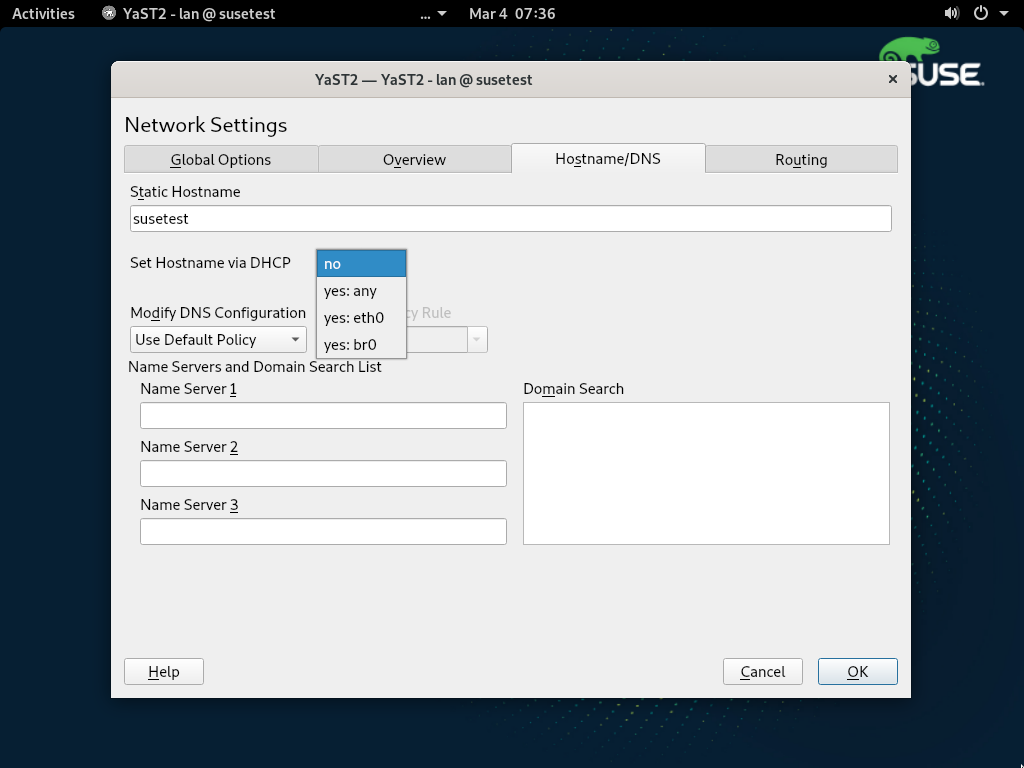 Activities YaST2 - lan @ susetest ... Mar 4 07:36
SUSE
YaST2 — YaST2 - lan @ susetest ×
Network Settings
Global Options Overview Hostname/DNS Routing
Static Hostname
susetest
Set Hostname via DHCP no
yes: any
yes: eth0
yes: br0
Modify DNS Configuration Rule
Use Default Policy
Name Servers and Domain Search List
Name Server 1 Domain Search
Name Server 2
Name Server 3
Help Cancel OK